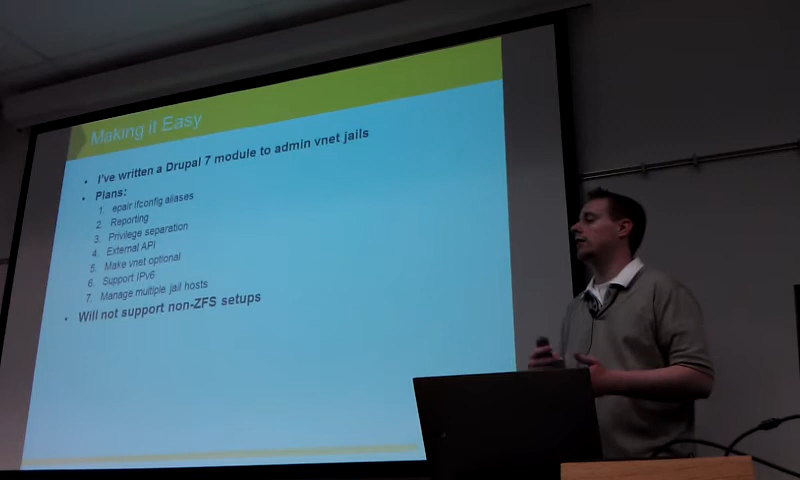 Making it Easy
• I've written a Drupal 7 module to admin vnet jails
• Plans:
1. epair ifconfig aliases
2. Reporting
3. Privilege separation
4. External API
5. Make vnet optional
6. Support IPv6
7. Manage multiple jail hosts
• Will not support non-ZFS setups